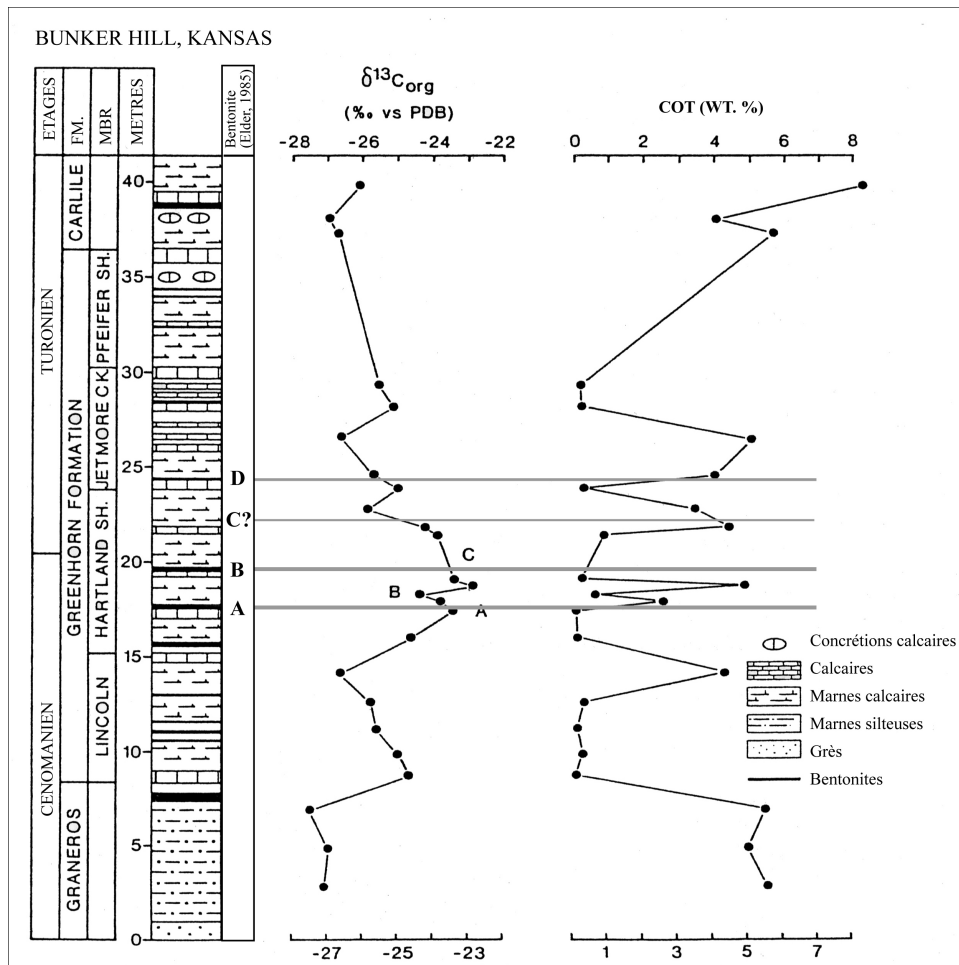 BUNKER HILL, KANSAS
ETAGES
FM.
MBR
METRES
Bentonite
(Elder, 1985)
δ13Corg
(‰ vs PDB)
-28 -26 -24 -22
COT (WT. %)
0 2 4 6 8
TURONIEN
CENOMANIEN
CARLILE
GREENHORN FORMATION
GRANEROS
PFEIFER SH.
JETMORE CK.
HARTLAND SH.
LINCOLN
40
35
30
25
20
15
10
5
0
D
C?
B
A
C
B
A
Concrétions calcaires
Calcaires
Marnes calcaires
Marnes silteuses
Grès
Bentonites
-27 -25 -23
1 3 5 7